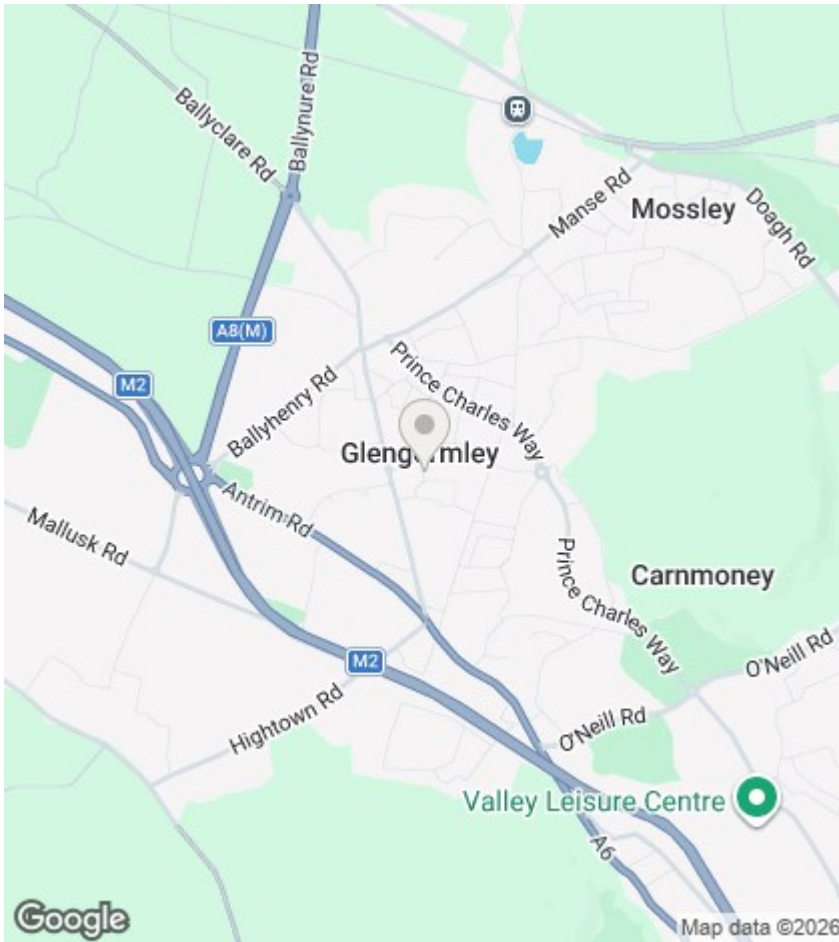 Ballynure Rd
Ballyclare Rd
Manse Rd
Mossley
Doagh Rd
A8(M)
M2
Prince Charles Way
Ballyhenry Rd
Glengormley
Antrim Rd
Mallusk Rd
Prince Charles Way
Carnmoney
M2
O'Neill Rd
Hightown Rd
O'Neill Rd
Valley Leisure Centre
A6
Google
Map data ©2026